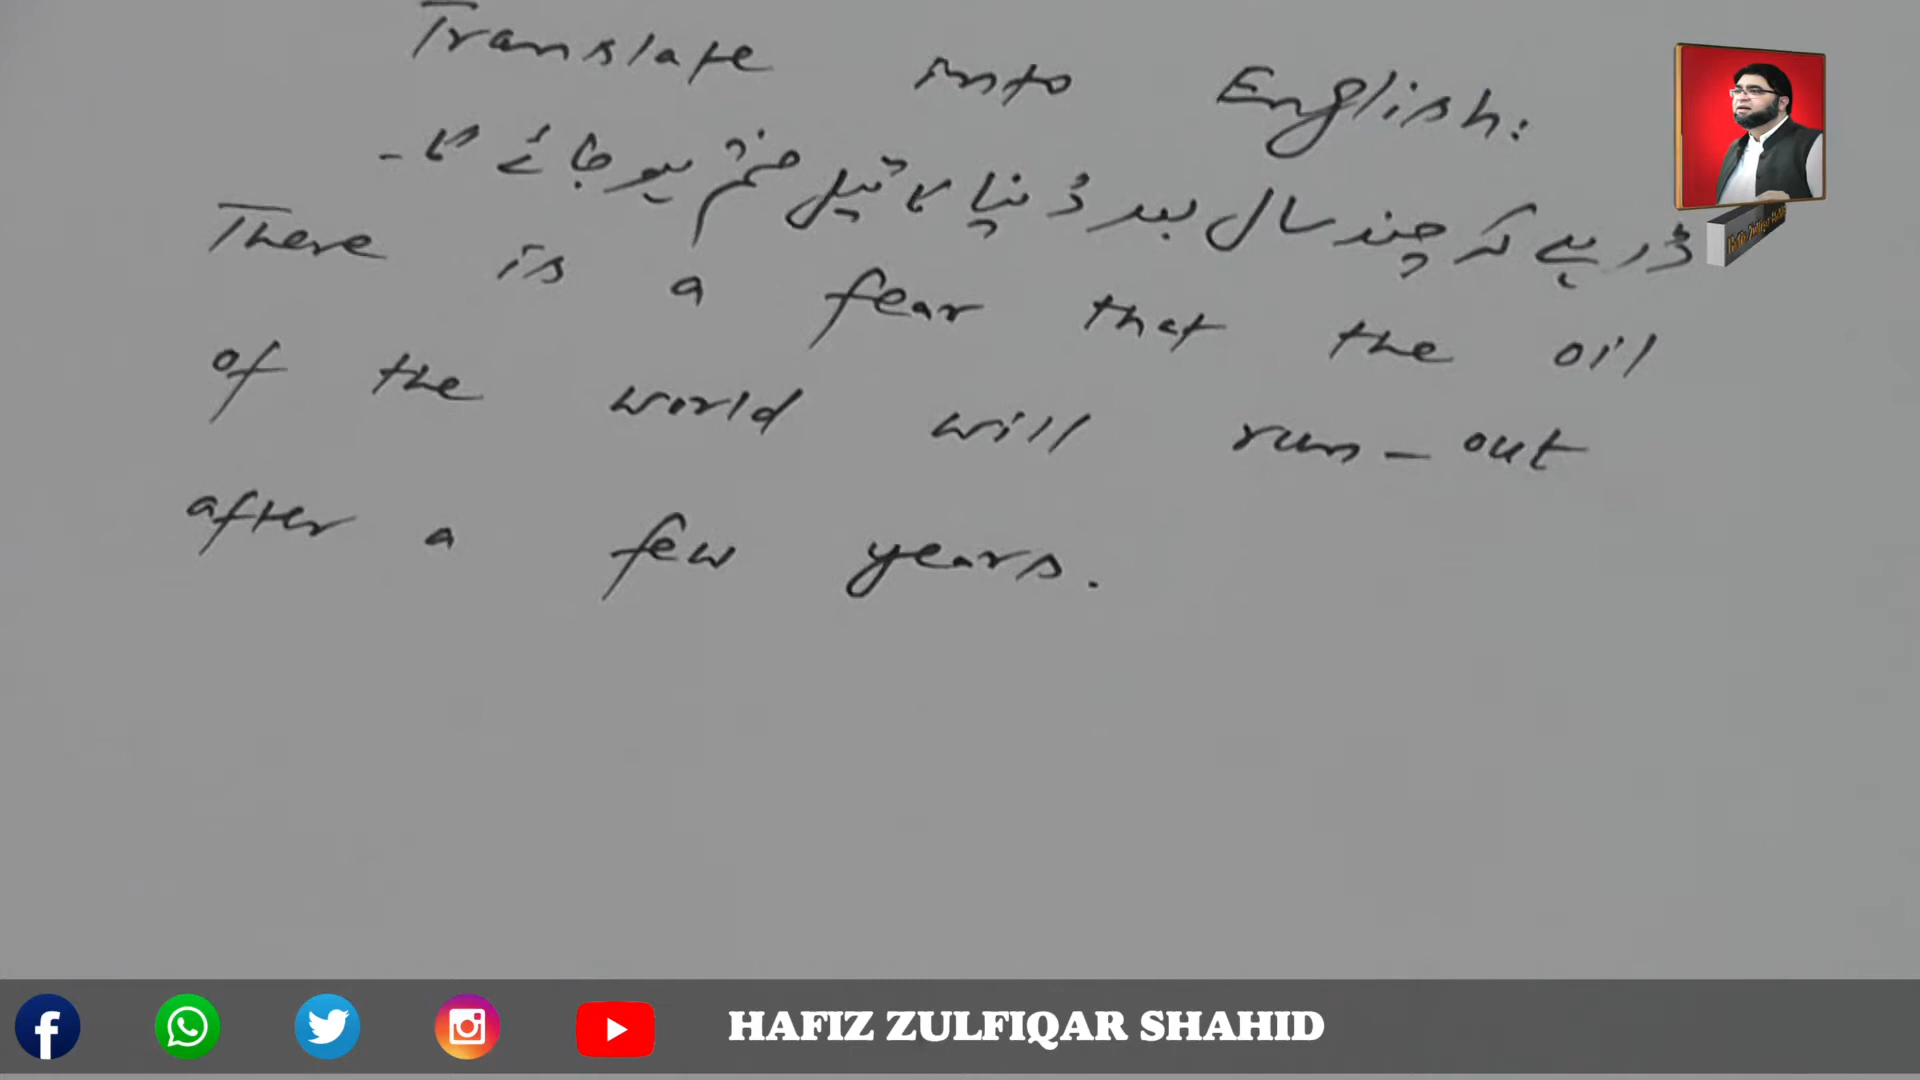 Translate into English:
ڈر ہے کہ چند سال بعد دُنیا کا تیل ختم ہو جائے گا۔
There is a fear that the oil
of the world will run-out
after a few years.
HAFIZ ZULFIQAR SHAHID